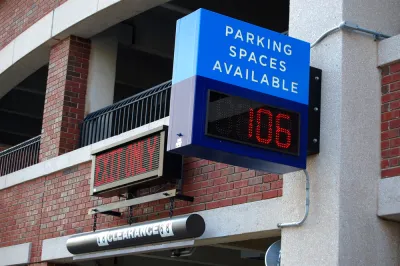 PARKING
SPACES
AVAILABLE
106
CLEARANCE